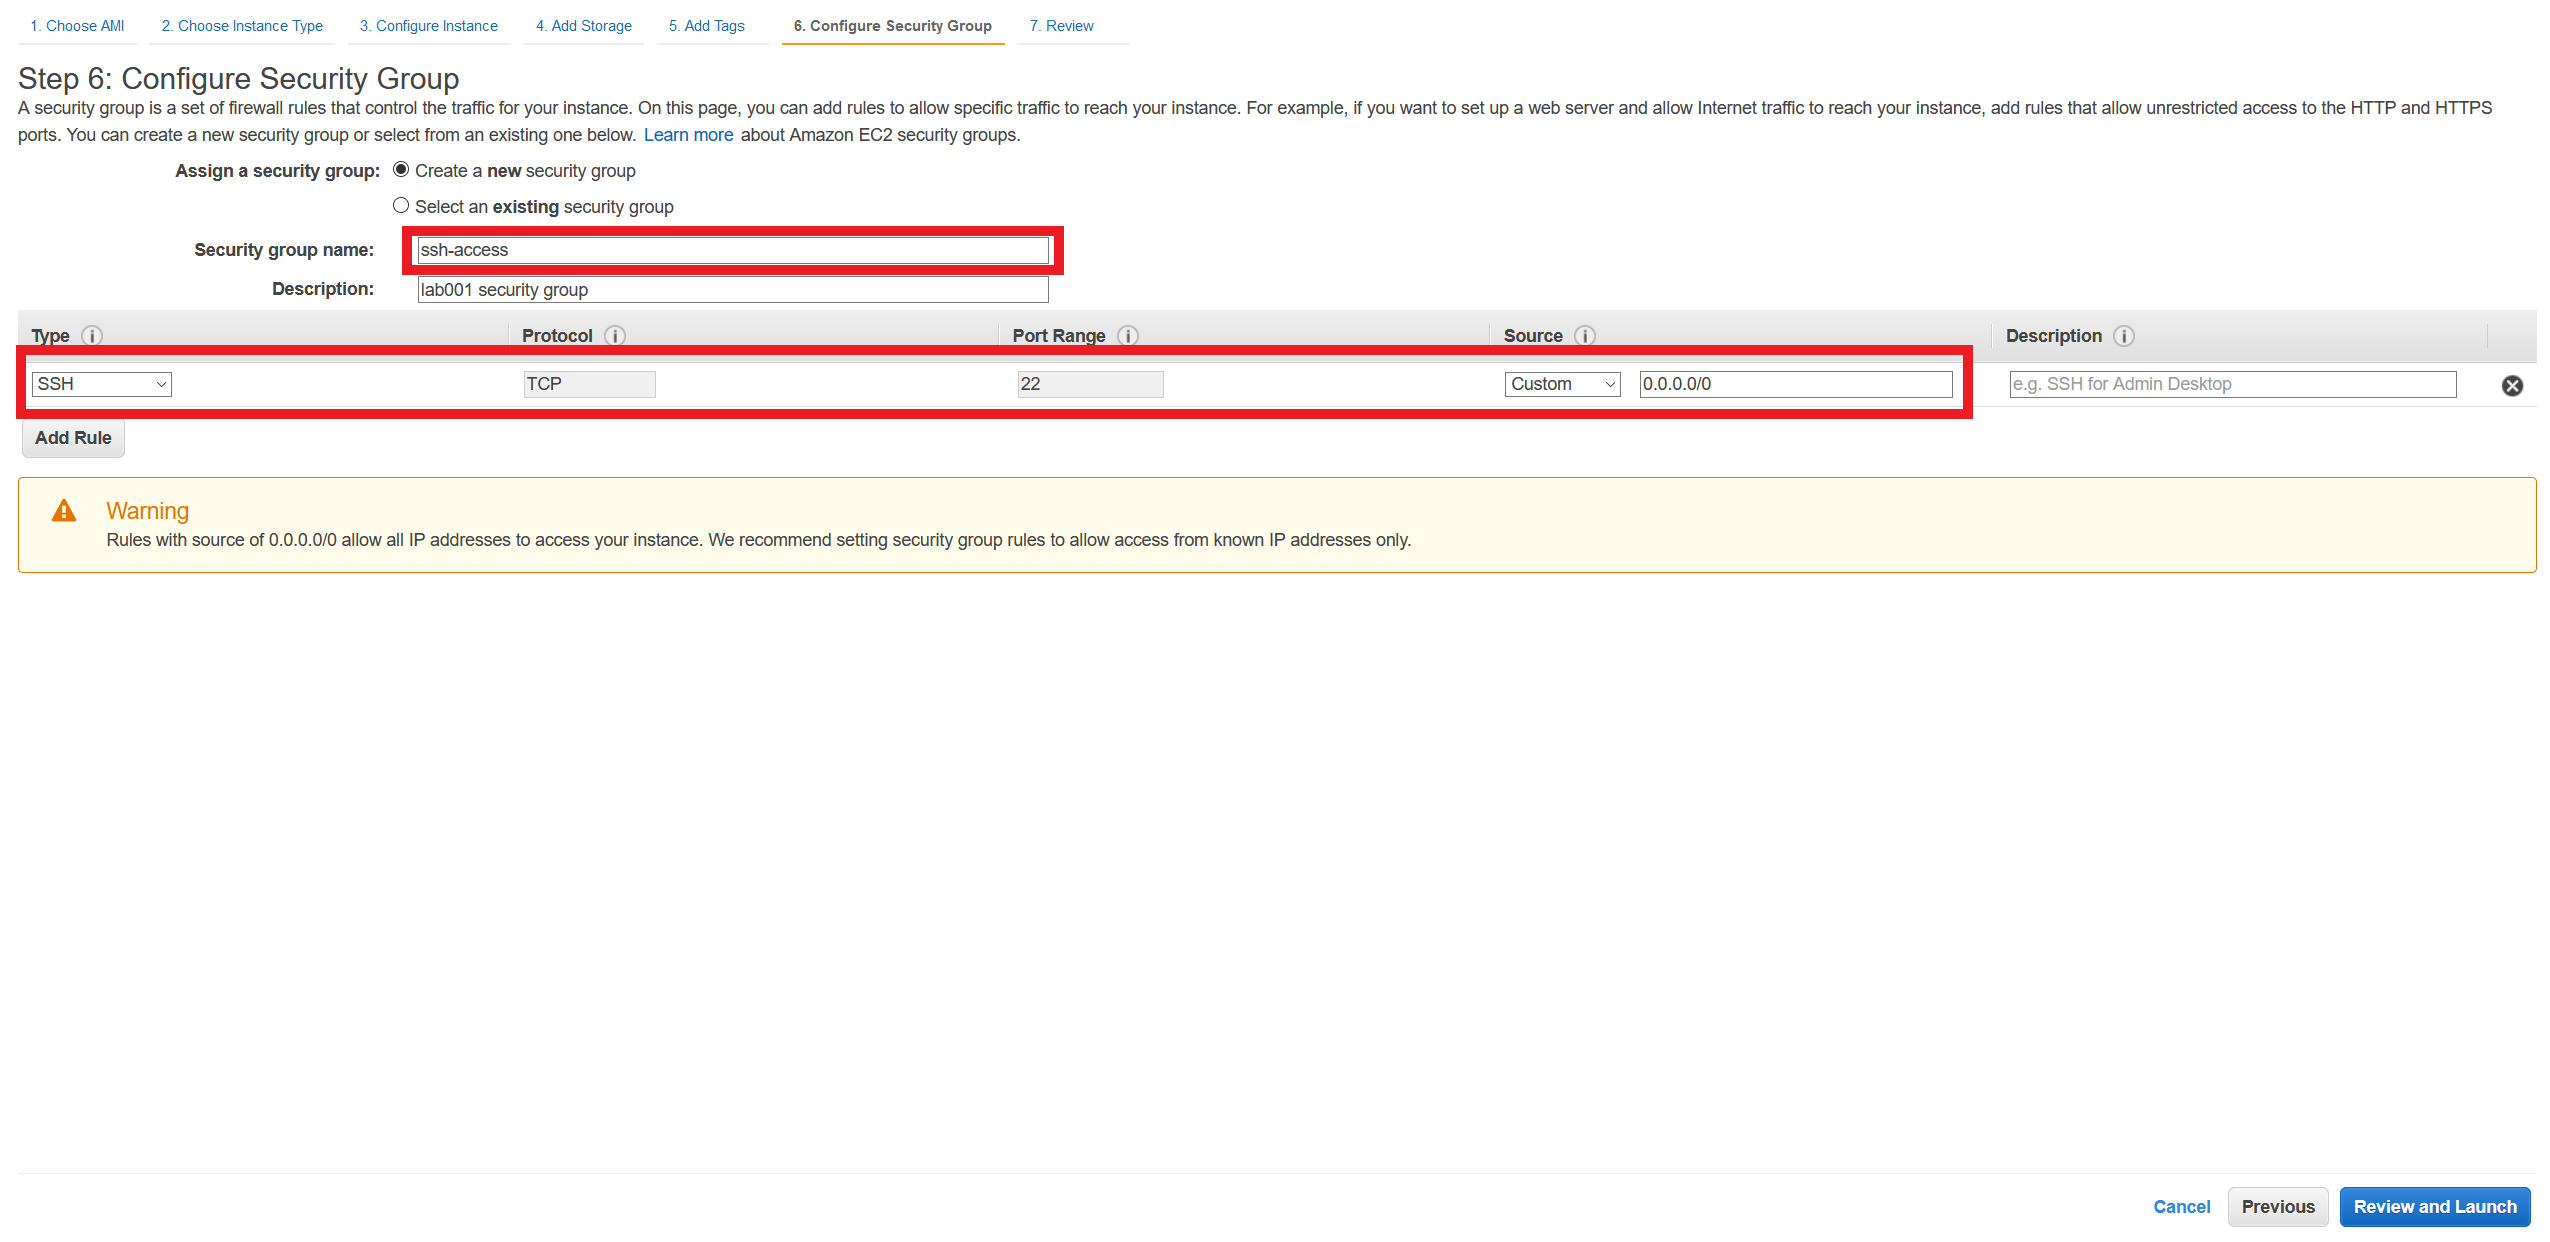 1. Choose AMI 2. Choose Instance Type 3. Configure Instance 4. Add Storage 5. Add Tags 6. Configure Security Group 7. Review
Step 6: Configure Security Group
A security group is a set of firewall rules that control the traffic for your instance. On this page, you can add rules to allow specific traffic to reach your instance. For example, if you want to set up a web server and allow Internet traffic to reach your instance, add rules that allow unrestricted access to the HTTP and HTTPS
ports. You can create a new security group or select from an existing one below. Learn more about Amazon EC2 security groups.
Assign a security group: Create a new security group
Select an existing security group
Security group name: ssh-access
Description: lab001 security group
Type Protocol Port Range Source Description
SSH TCP 22 Custom 0.0.0.0/0 e.g. SSH for Admin Desktop
Add Rule
Warning
Rules with source of 0.0.0.0/0 allow all IP addresses to access your instance. We recommend setting security group rules to allow access from known IP addresses only.
Cancel Previous Review and Launch